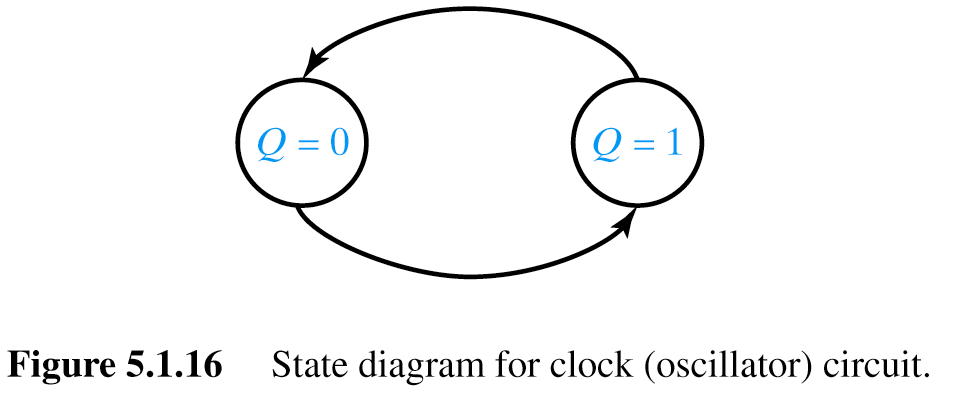 Q = 0
Q = 1
Figure 5.1.16 State diagram for clock (oscillator) circuit.